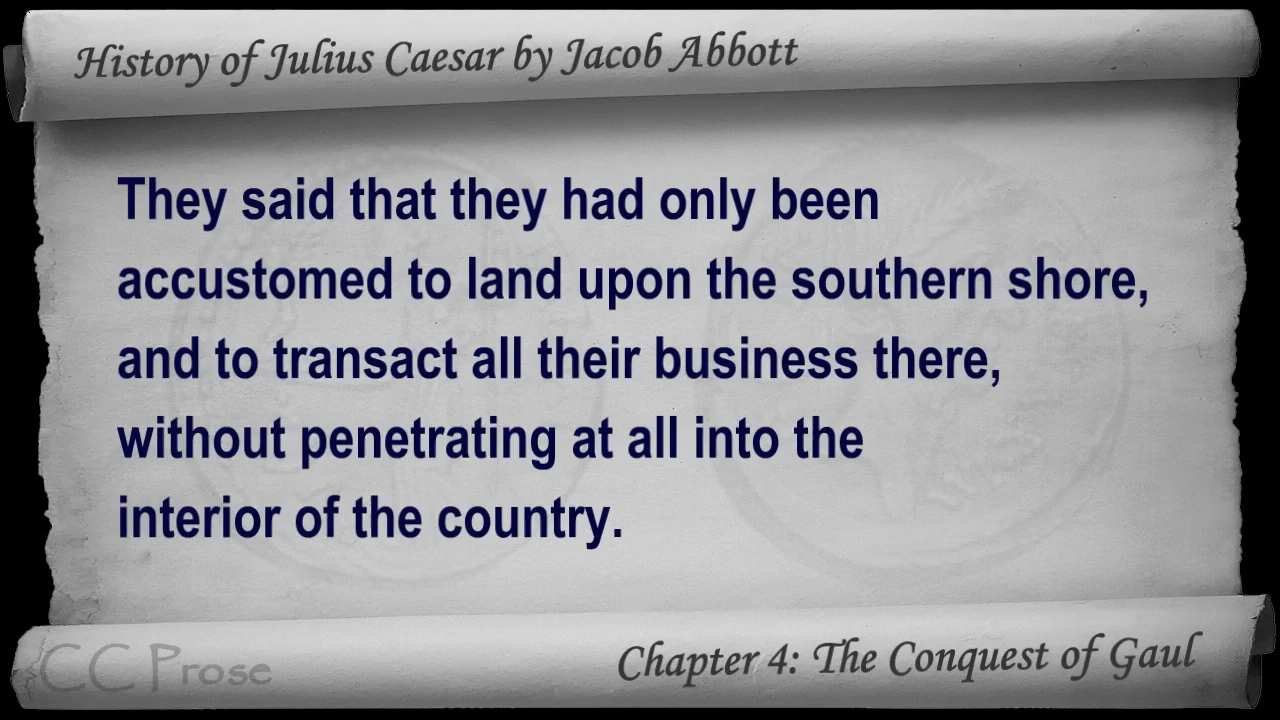 History of Julius Caesar by Jacob Abbott
They said that they had only been
accustomed to land upon the southern shore,
and to transact all their business there,
without penetrating at all into the
interior of the country.
CC Prose
Chapter 4: The Conquest of Gaul